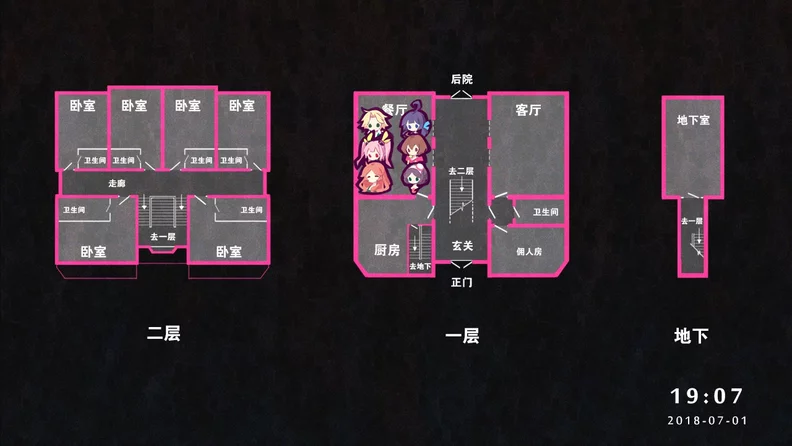 卧室
卧室
卧室
卧室
卫生间
卫生间
卫生间
卫生间
走廊
卫生间
卫生间
去一层
卧室
卧室
二层
后院
餐厅
客厅
去二层
卫生间
厨房
去地下
玄关
佣人房
正门
一层
地下室
去一层
地下
19:07
2018-07-01